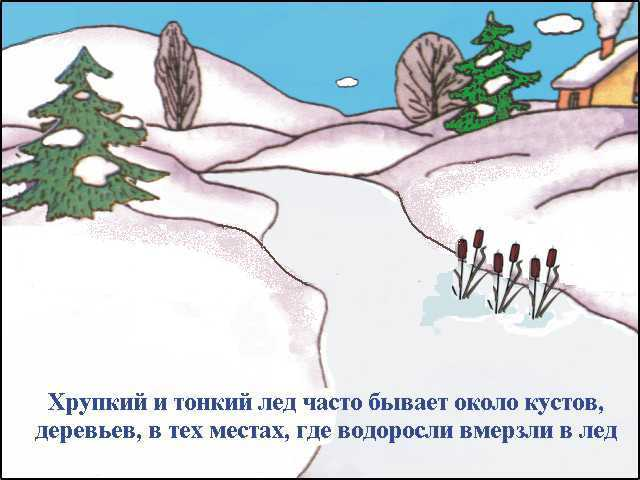 Хрупкий и тонкий лед часто бывает около кустов,
деревьев, в тех местах, где водоросли вмерзли в лед